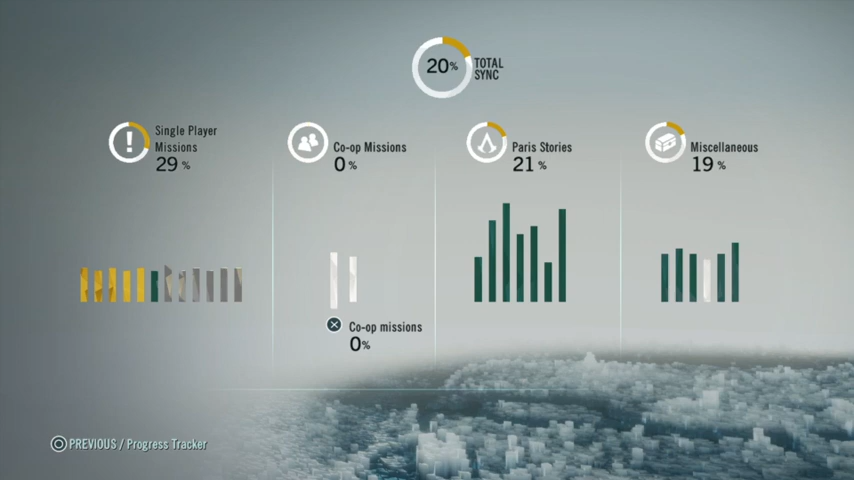 20%
TOTAL
SYNC
Single Player
Missions
29 %
Co-op Missions
0 %
Paris Stories
21 %
Miscellaneous
19 %
Co-op missions
0%
PREVIOUS / Progress Tracker